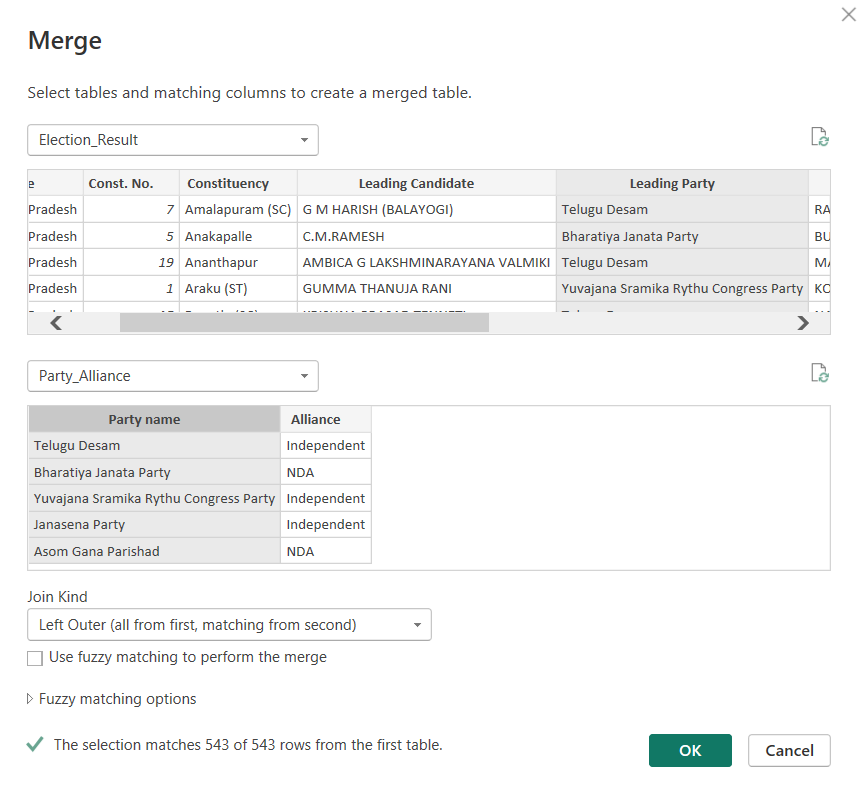 Merge
Select tables and matching columns to create a merged table.
Election_Result
e Const. No. Constituency Leading Candidate Leading Party
Pradesh 7 Amalapuram (SC) G M HARISH (BALAYOGI) Telugu Desam RA
Pradesh 5 Anakapalle C.M.RAMESH Bharatiya Janata Party BU
Pradesh 19 Ananthapur AMBICA G LAKSHMINARAYANA VALMIKI Telugu Desam MA
Pradesh 1 Araku (ST) GUMMA THANUJA RANI Yuvajana Sramika Rythu Congress Party KO
Party_Alliance
Party name Alliance
Telugu Desam Independent
Bharatiya Janata Party NDA
Yuvajana Sramika Rythu Congress Party Independent
Janasena Party Independent
Asom Gana Parishad NDA
Join Kind
Left Outer (all from first, matching from second)
Use fuzzy matching to perform the merge
Fuzzy matching options
The selection matches 543 of 543 rows from the first table.
OK Cancel